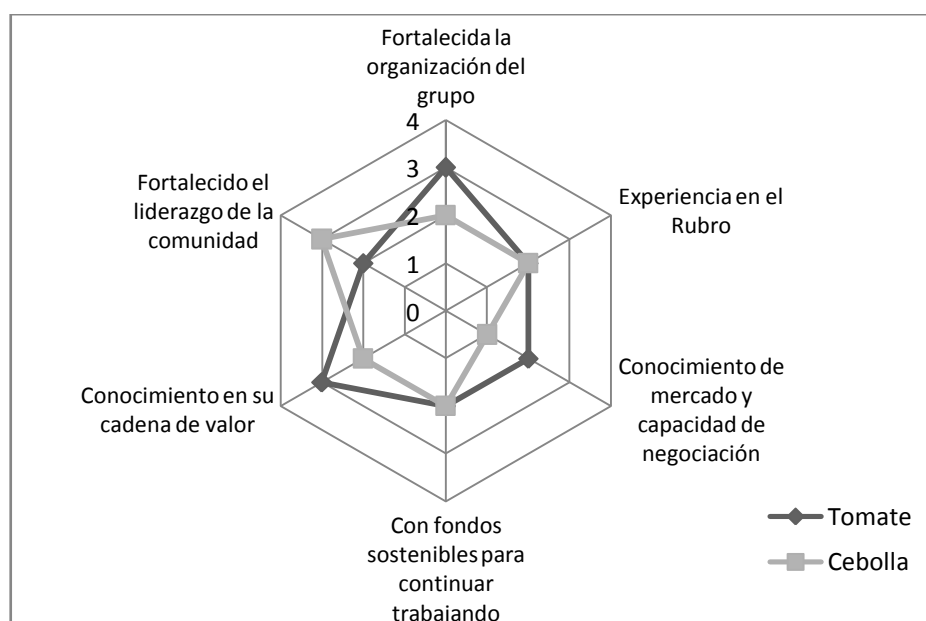 Fortalecida la
organización del
grupo
4
3
2
1
0
Experiencia en el
Rubro
Conocimiento de
mercado y
capacidad de
negociación
Con fondos
sostenibles para
continuar
trabajando
Conocimiento en su
cadena de valor
Fortalecido el
liderazgo de la
comunidad
Tomate
Cebolla